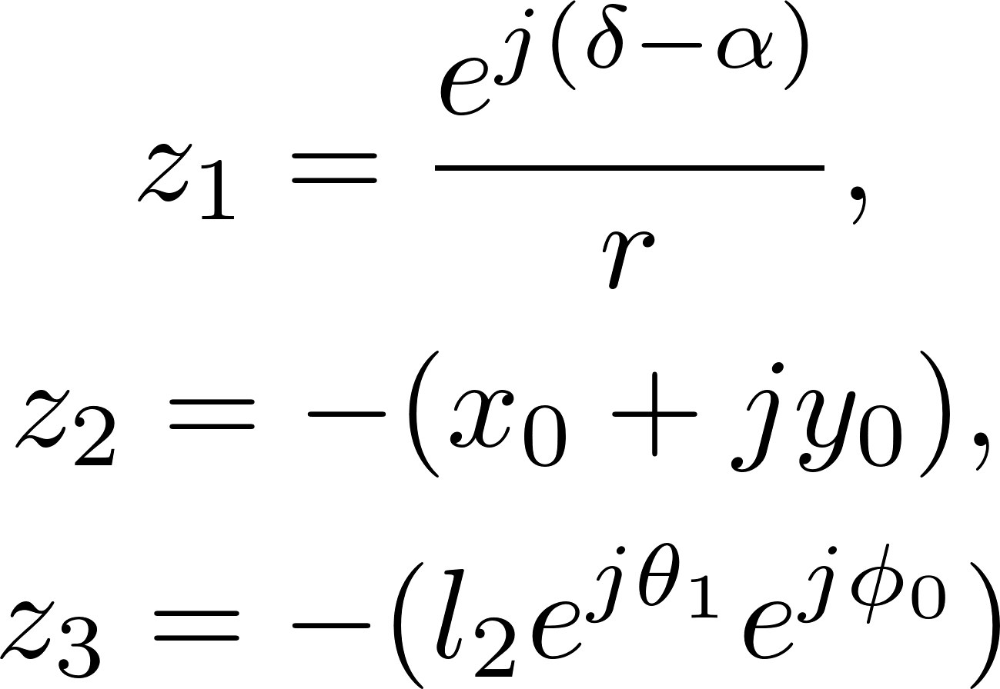 $z_1 = \frac{e^{j(\delta-\alpha)}}{r},$
$z_2 = -(x_0 + jy_0),$
$z_3 = -(l_2 e^{j\theta_1} e^{j\phi_0})$